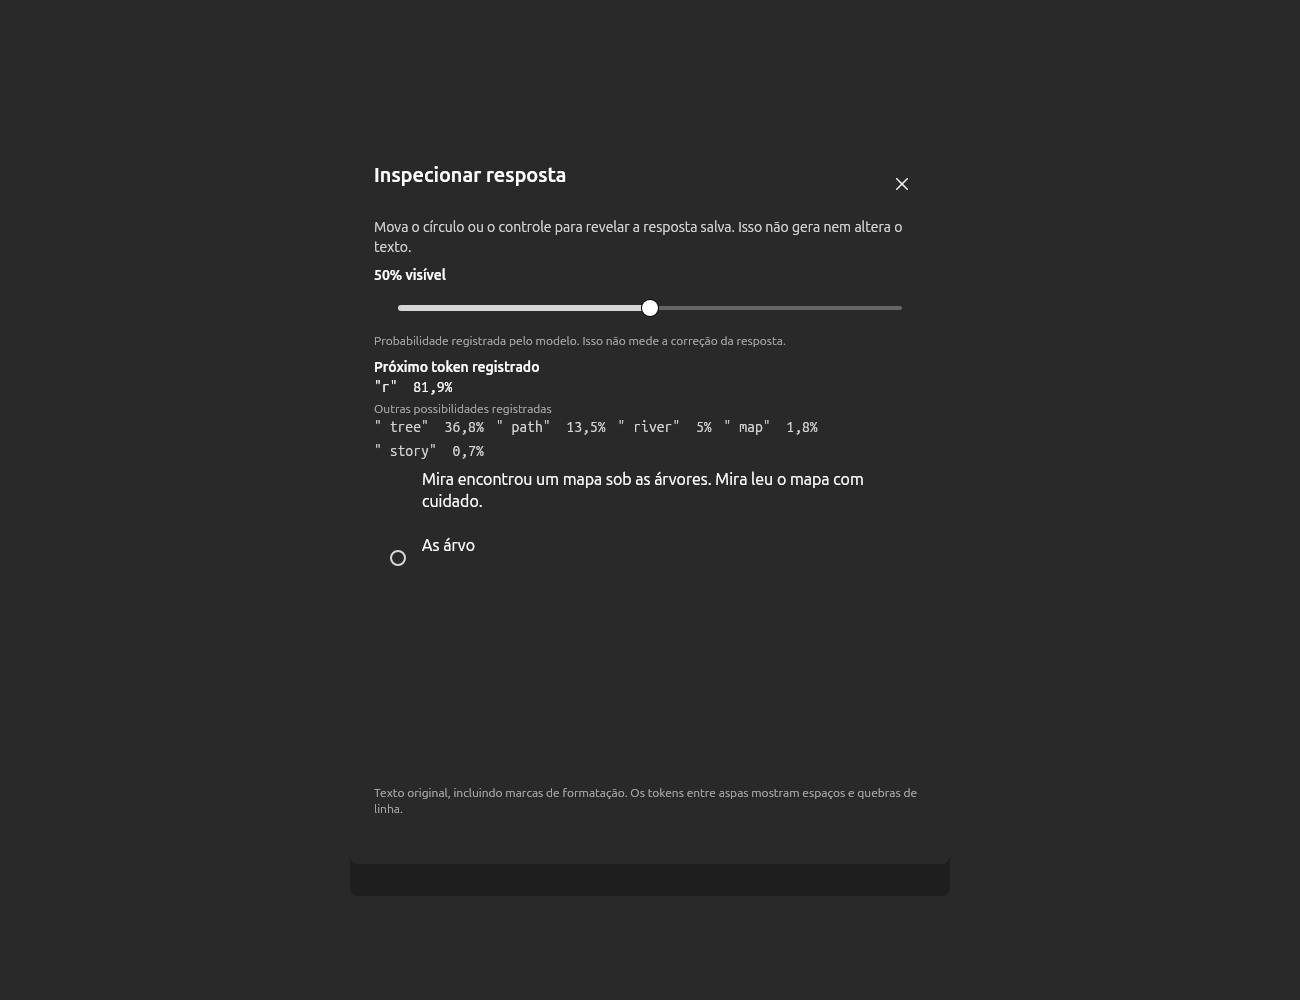 Inspecionar resposta
Mova o círculo ou o controle para revelar a resposta salva. Isso não gera nem altera o
texto.
50% visível
Probabilidade registrada pelo modelo. Isso não mede a correção da resposta.
Próximo token registrado
"r"  81,9%
Outras possibilidades registradas
" tree"  36,8% " path"  13,5% " river"  5% " map"  1,8%
" story"  0,7%
Mira encontrou um mapa sob as árvores. Mira leu o mapa com
cuidado.
As árvo
Texto original, incluindo marcas de formatação. Os tokens entre aspas mostram espaços e quebras de
linha.